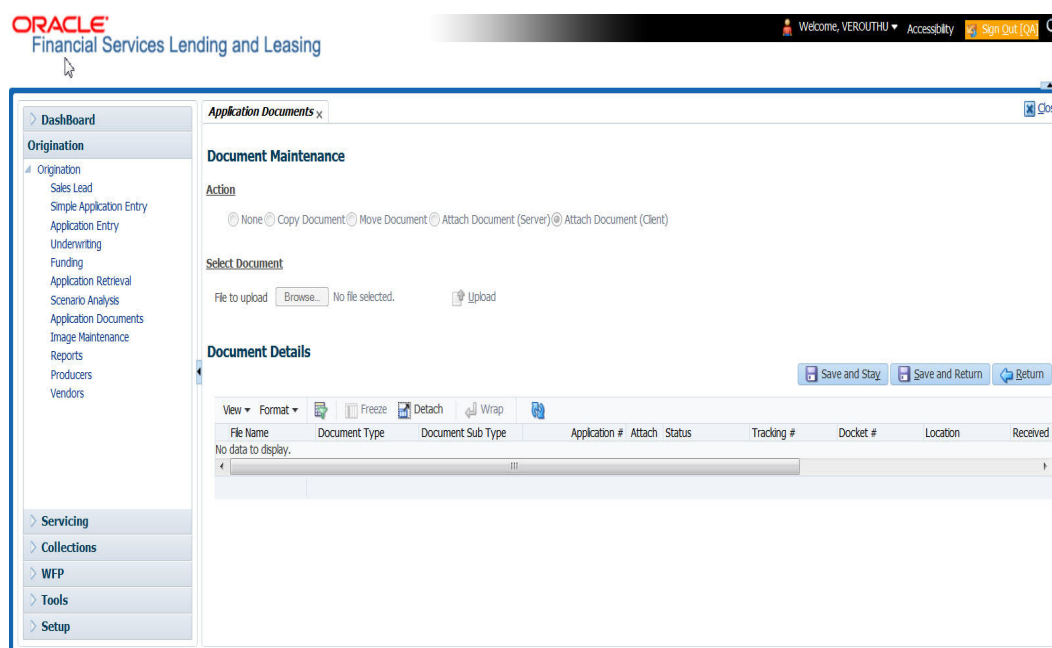 ORACLE
Financial Services Lending and Leasing
Welcome, VEROUTHU Accessibility Sign Out [QA]
Application Documents x
DashBoard
Origination
Origination
Sales Lead
Simple Application Entry
Application Entry
Underwriting
Funding
Application Retrieval
Scenario Analysis
Application Documents
Image Maintenance
Reports
Producers
Vendors
Servicing
Collections
WFP
Tools
Setup
Document Maintenance
Action
None Copy Document Move Document Attach Document (Server) Attach Document (Client)
Select Document
File to upload Browse... No file selected. Upload
Document Details
Save and Stay Save and Return Return
View Format Freeze Detach Wrap
File Name Document Type Document Sub Type Application # Attach Status Tracking # Docket # Location Received
No data to display.